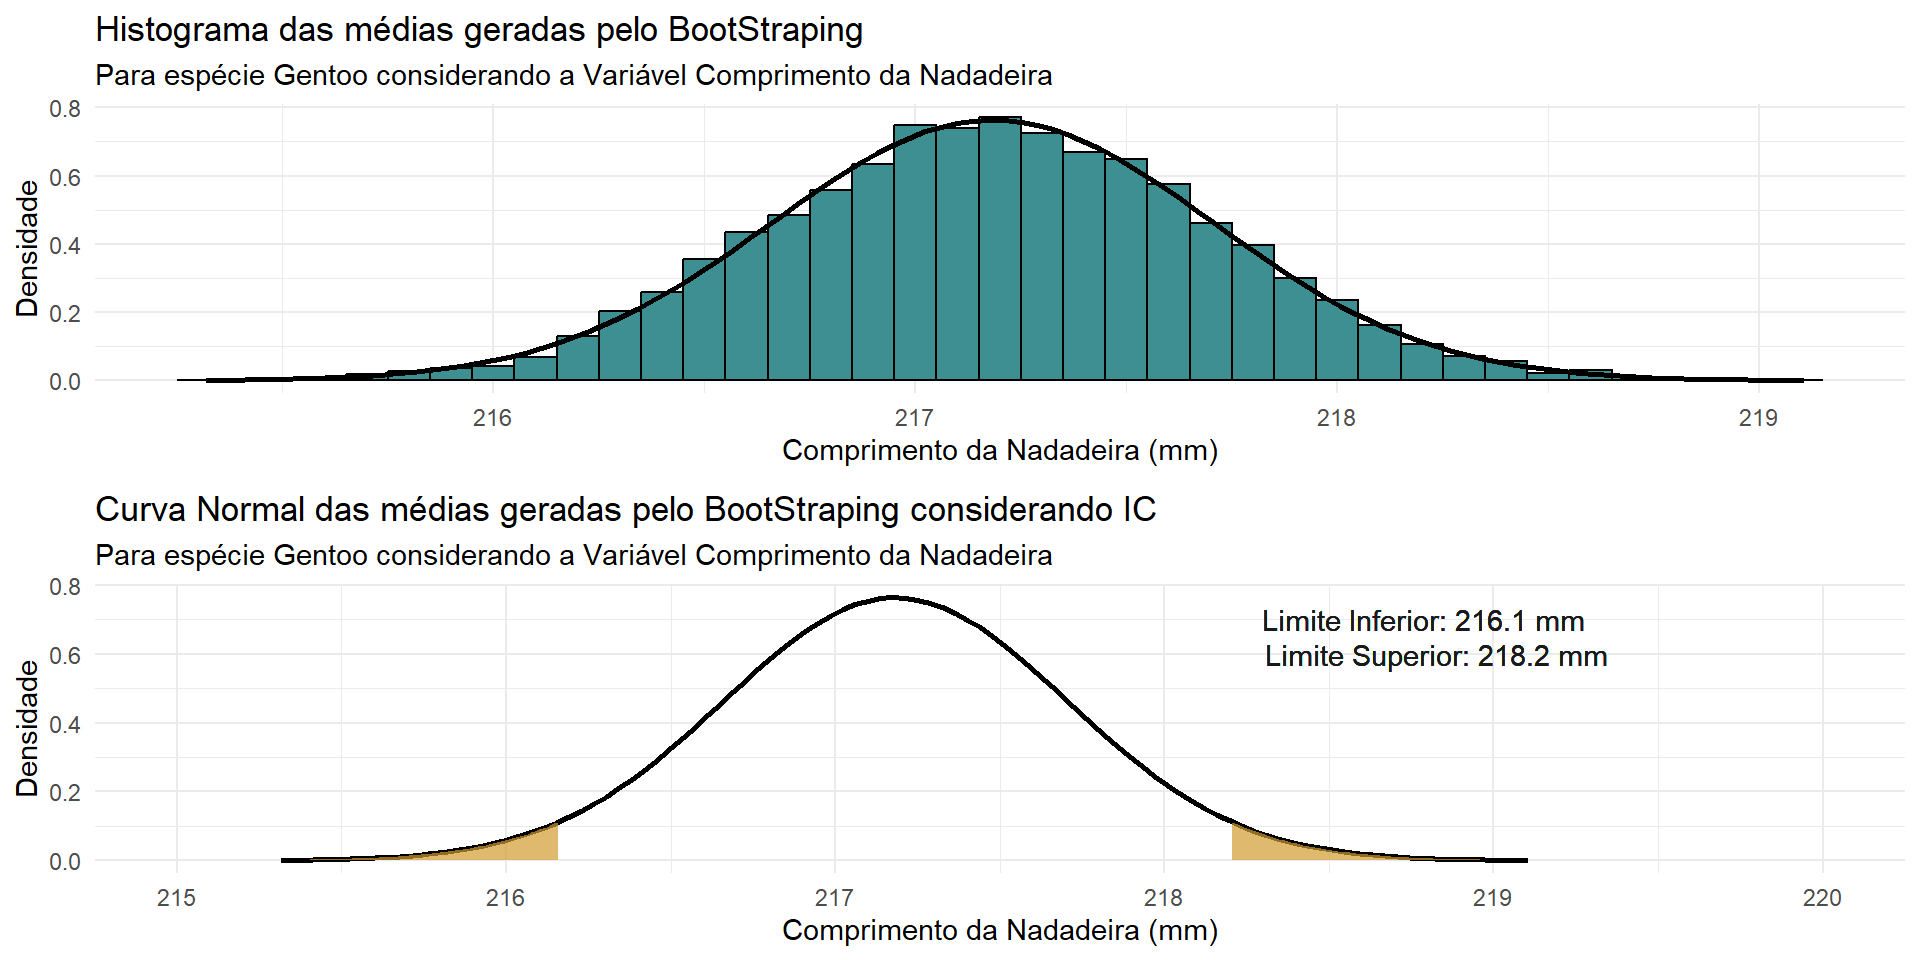 Histograma das médias geradas pelo BootStraping
Para espécie Gentoo considerando a Variável Comprimento da Nadadeira
0.8
0.6
0.4
0.2
0.0
Densidade
216 217 218 219
Comprimento da Nadadeira (mm)
Curva Normal das médias geradas pelo BootStraping considerando IC
Para espécie Gentoo considerando a Variável Comprimento da Nadadeira
0.8
0.6
0.4
0.2
0.0
Densidade
Limite Inferior: 216.1 mm
Limite Superior: 218.2 mm
215 216 217 218 219 220
Comprimento da Nadadeira (mm)